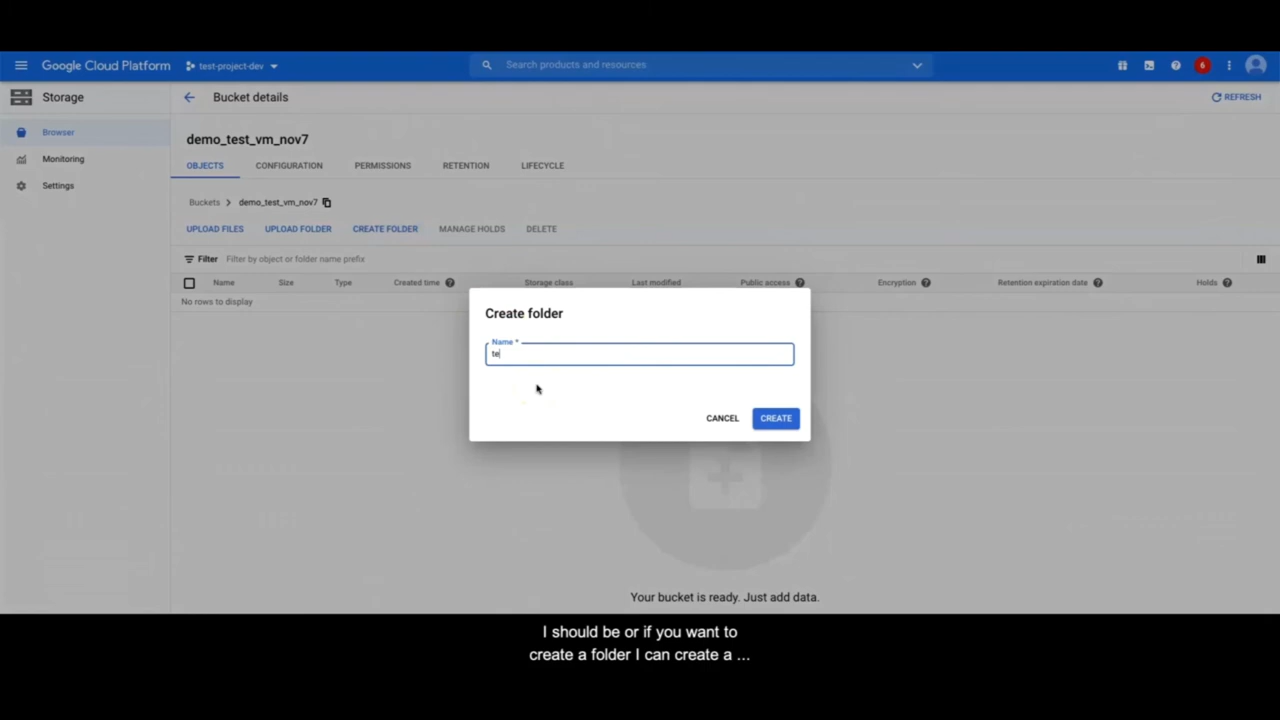 Google Cloud Platform test-project-dev Search products and resources 6
Storage Bucket details REFRESH
Browser
Monitoring
Settings
demo_test_vm_nov7
OBJECTS CONFIGURATION PERMISSIONS RETENTION LIFECYCLE
Buckets > demo_test_vm_nov7
UPLOAD FILES UPLOAD FOLDER CREATE FOLDER MANAGE HOLDS DELETE
Filter Filter by object or folder name prefix
Name Size Type Created time Storage class Last modified Public access Encryption Retention expiration date Holds
No rows to display
Create folder
Name *
te
CANCEL CREATE
Your bucket is ready. Just add data.
I should be or if you want to
create a folder I can create a ...